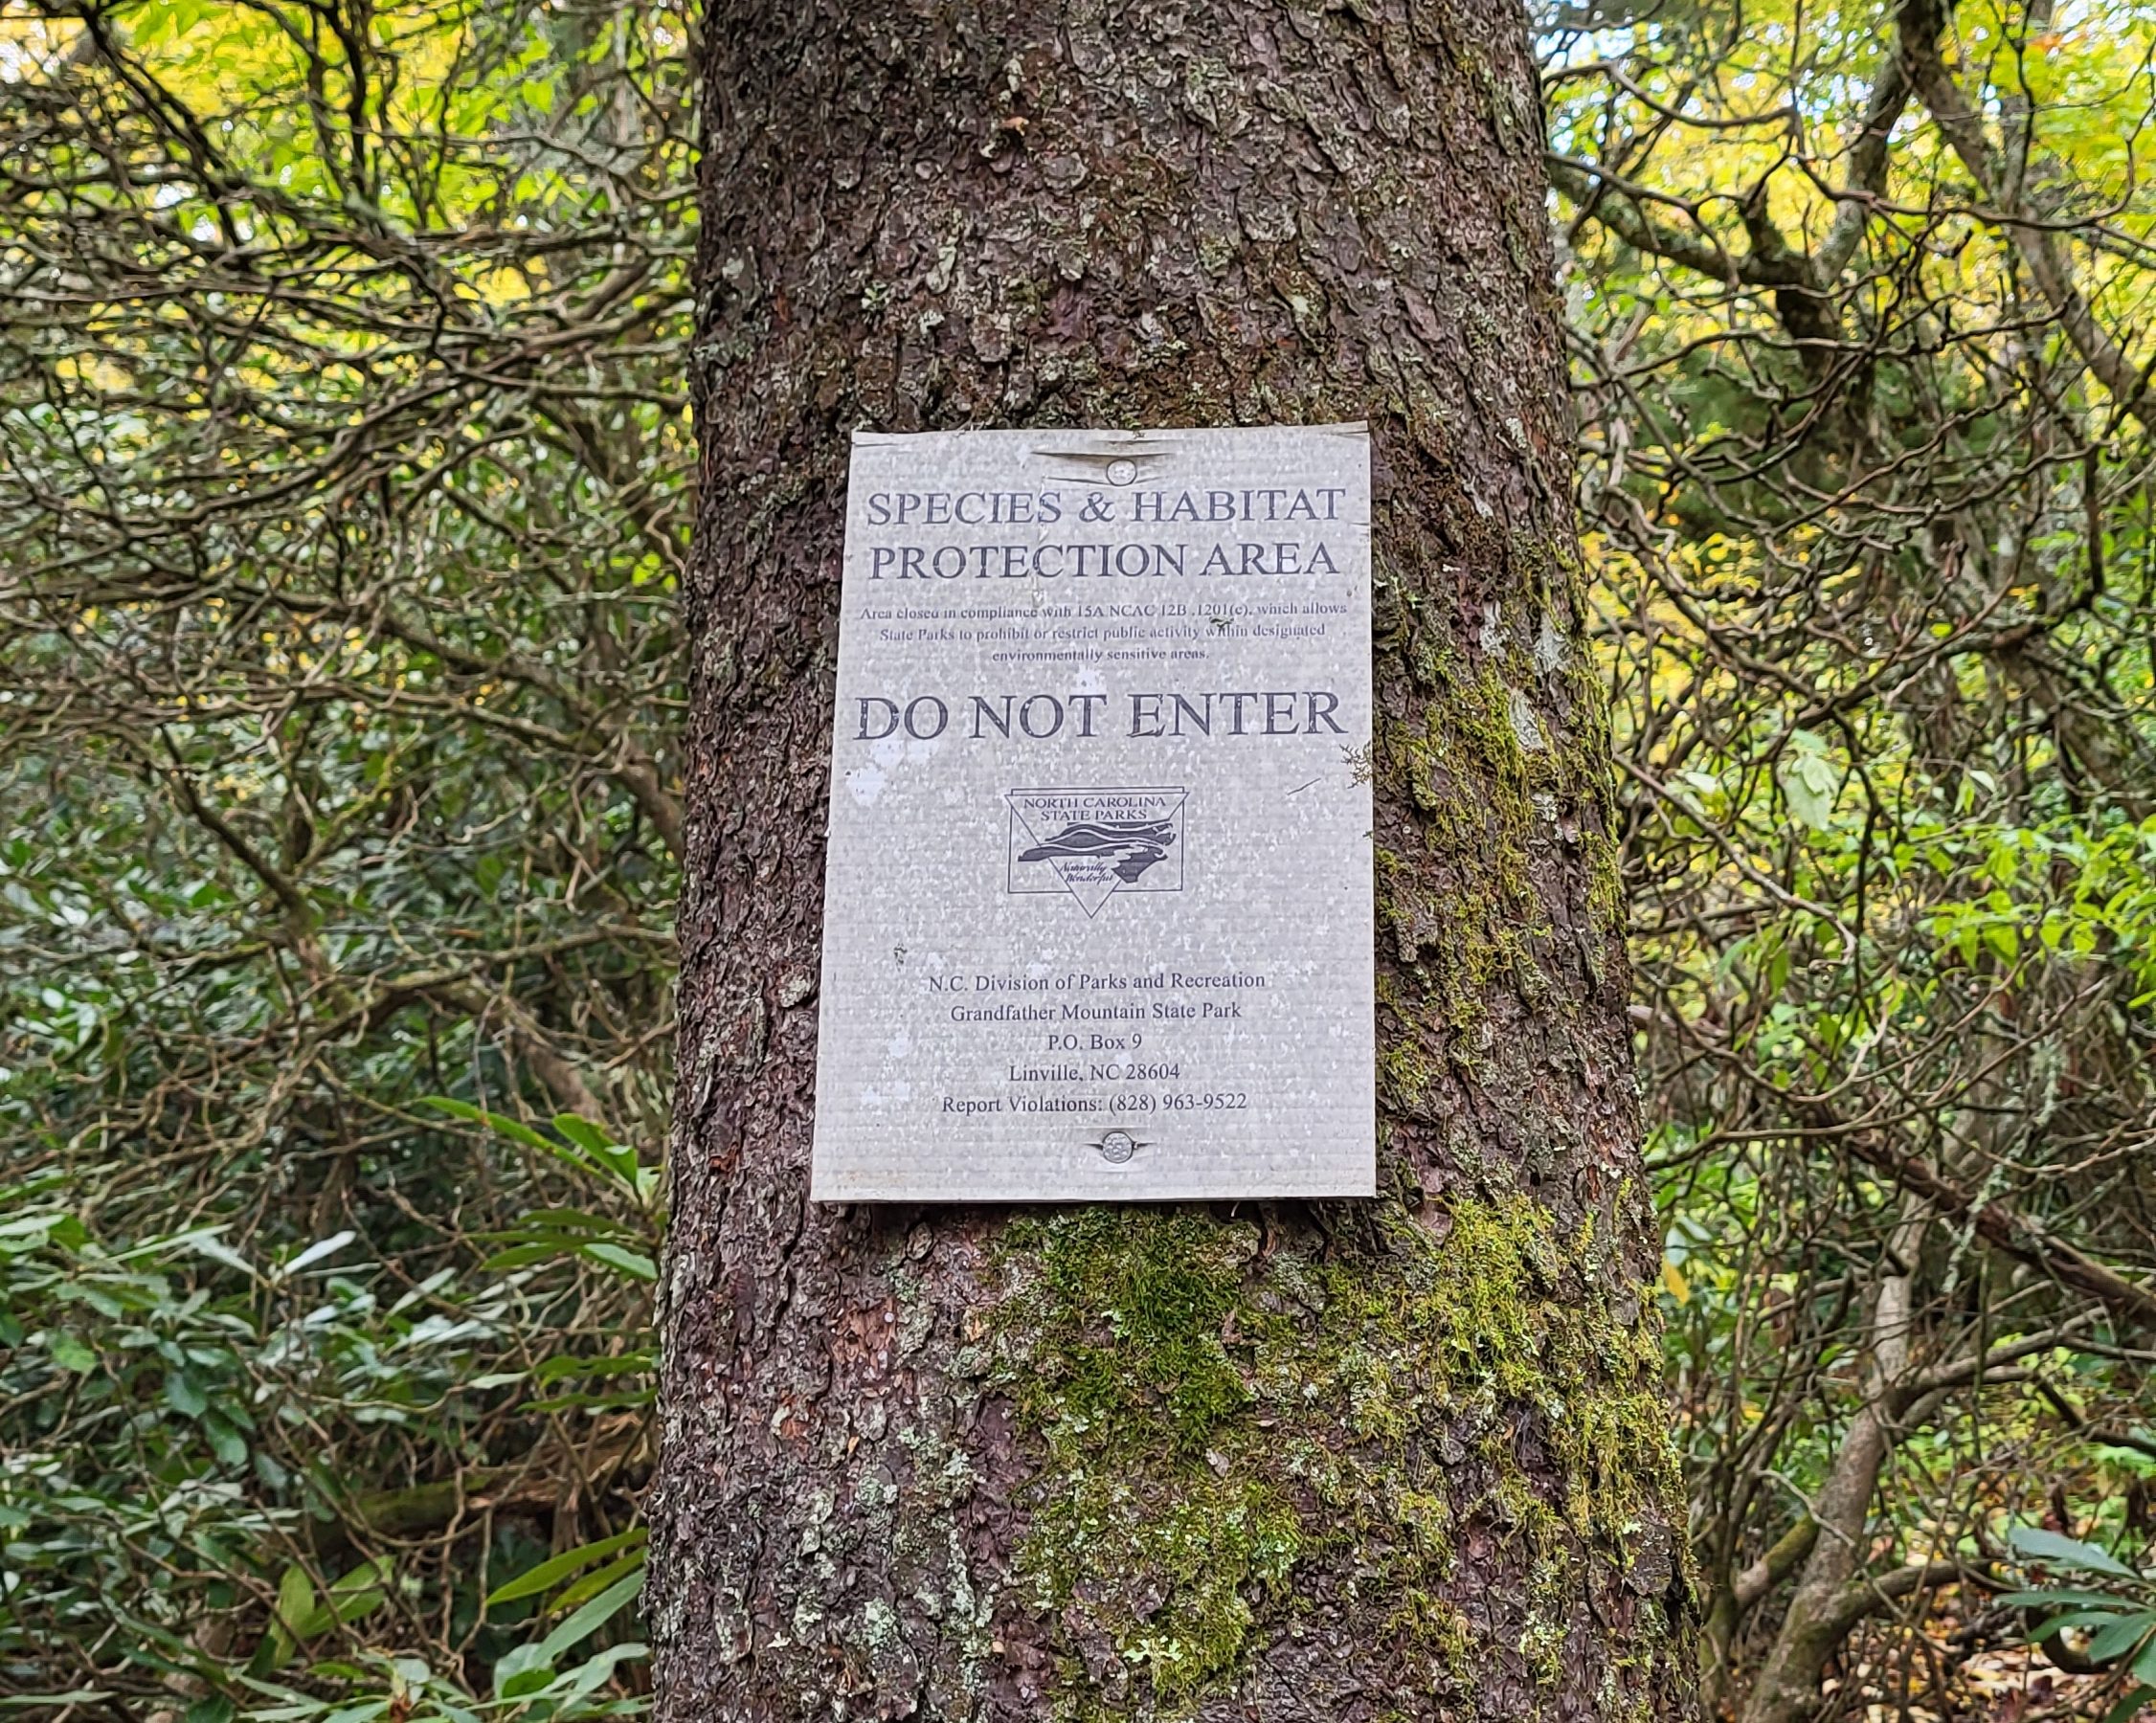 SPECIES & HABITAT
PROTECTION AREA
Area closed in compliance with 15A NCAC 12B .1201(e), which allows
State Parks to prohibit or restrict public activity within designated
environmentally sensitive areas.
DO NOT ENTER
NORTH CAROLINA
STATE PARKS
Naturally
Wonderful
N.C. Division of Parks and Recreation
Grandfather Mountain State Park
P.O. Box 9
Linville, NC 28604
Report Violations: (828) 963-9522